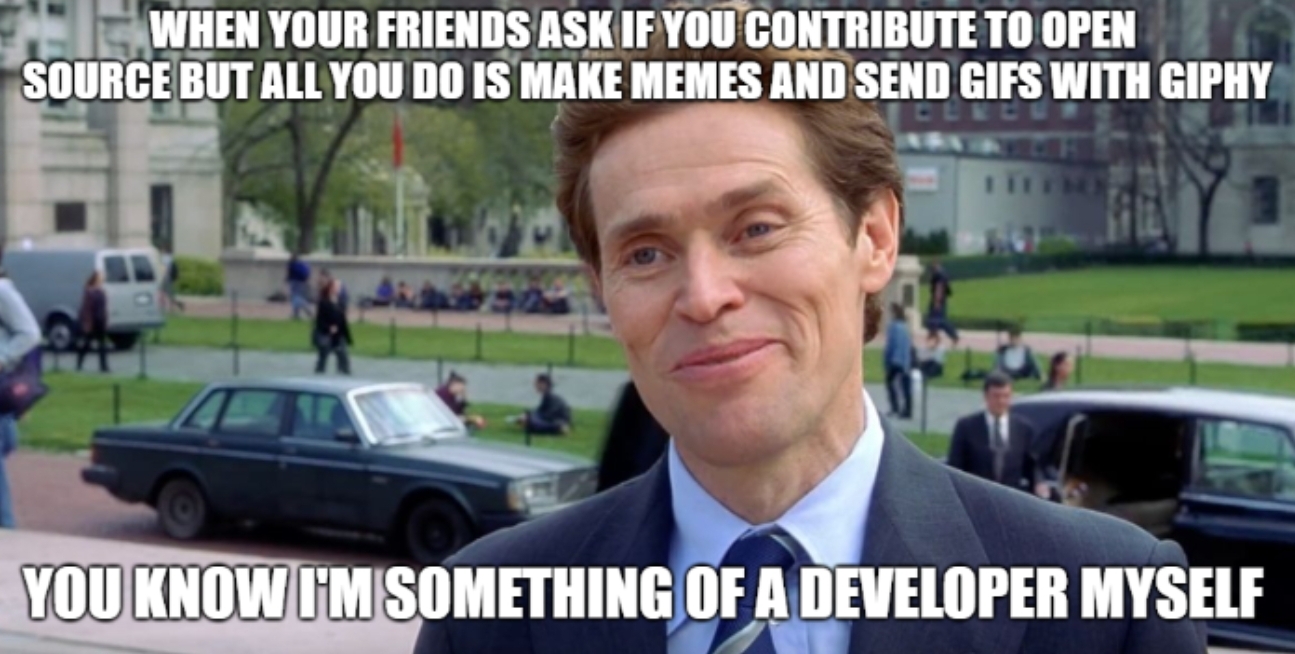 WHEN YOUR FRIENDS ASK IF YOU CONTRIBUTE TO OPEN
SOURCE BUT ALL YOU DO IS MAKE MEMES AND SEND GIFS WITH GIPHY
YOU KNOW I'M SOMETHING OF A DEVELOPER MYSELF